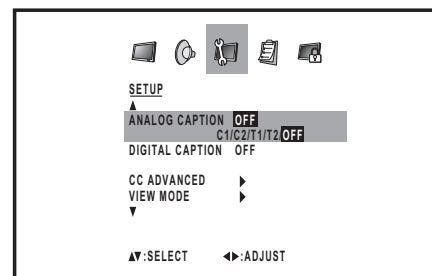 SETUP
▲
ANALOG CAPTION OFF
C1/C2/T1/T2/OFF
DIGITAL CAPTION OFF
CC ADVANCED ▶
VIEW MODE ▶
▼
▲▼:SELECT ◀▶:ADJUST